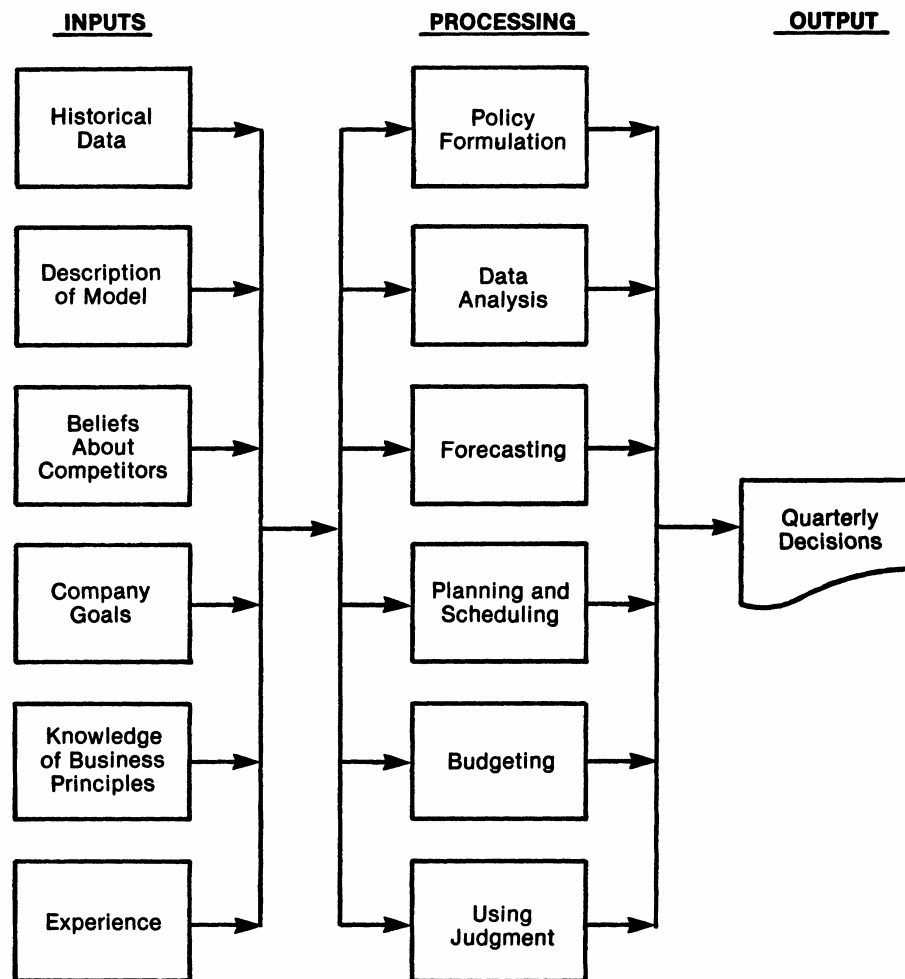 INPUTS
PROCESSING
OUTPUT
Historical
Data
Policy
Formulation
Description
of Model
Data
Analysis
Beliefs
About
Competitors
Forecasting
Quarterly
Decisions
Company
Goals
Planning and
Scheduling
Knowledge
of Business
Principles
Budgeting
Experience
Using
Judgment